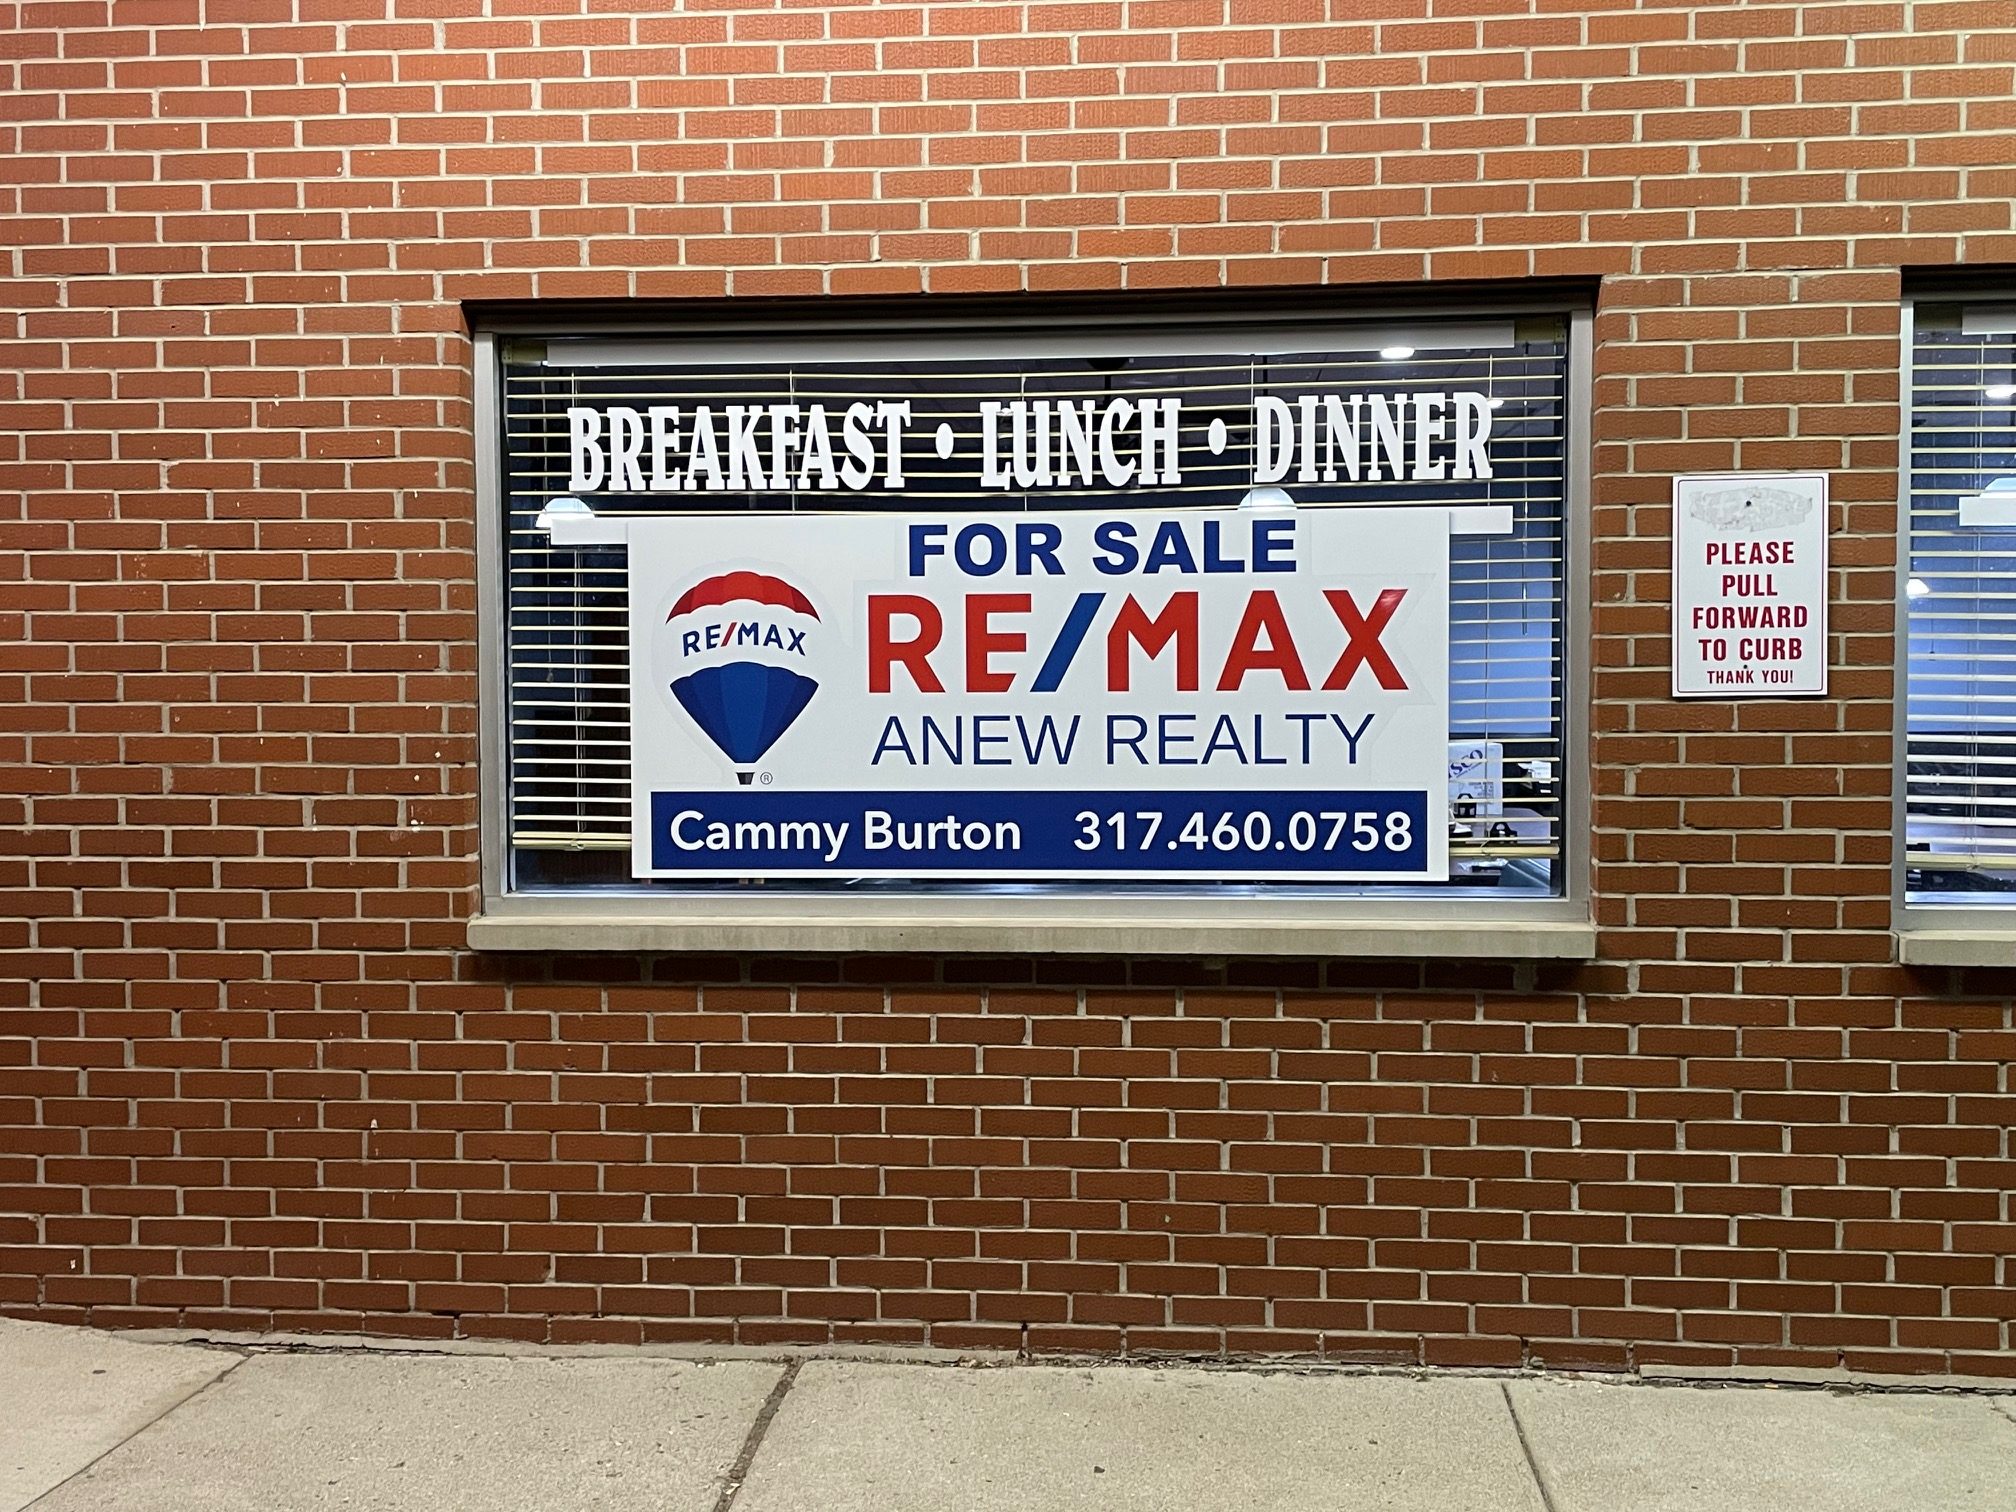 BREAKFAST • LUNCH • DINNER
FOR SALE
RE/MAX
RE/MAX
ANEW REALTY
®
Cammy Burton 317.460.0758
PLEASE
PULL
FORWARD
TO CURB
THANK YOU!